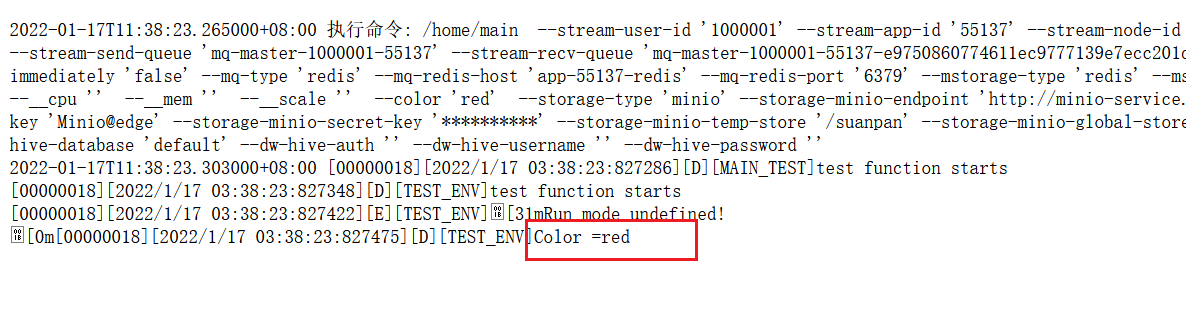 2022-01-17T11:38:23.265000+08:00 执行命令: /home/main  --stream-user-id '1000001' --stream-app-id '55137' --stream-node-id
--stream-send-queue 'mq-master-1000001-55137' --stream-recv-queue 'mq-master-1000001-55137-e9750860774611ec9777139e7ecc201d
immediately 'false' --mq-type 'redis' --mq-redis-host 'app-55137-redis' --mq-redis-port '6379' --mstorage-type 'redis' --ms
--__cpu ''  --__mem ''  --__scale ''  --color 'red'  --storage-type 'minio' --storage-minio-endpoint 'http://minio-service.
key 'Minio@edge' --storage-minio-secret-key '**********' --storage-minio-temp-store '/suanpan' --storage-minio-global-store
hive-database 'default' --dw-hive-auth '' --dw-hive-username '' --dw-hive-password ''
2022-01-17T11:38:23.303000+08:00 [00000018][2022/1/17 03:38:23:827286][D][MAIN_TEST]test function starts
[00000018][2022/1/17 03:38:23:827348][D][TEST_ENV]test function starts
[00000018][2022/1/17 03:38:23:827422][E][TEST_ENV][31mRun mode undefined!
[0m[00000018][2022/1/17 03:38:23:827475][D][TEST_ENV]Color =red